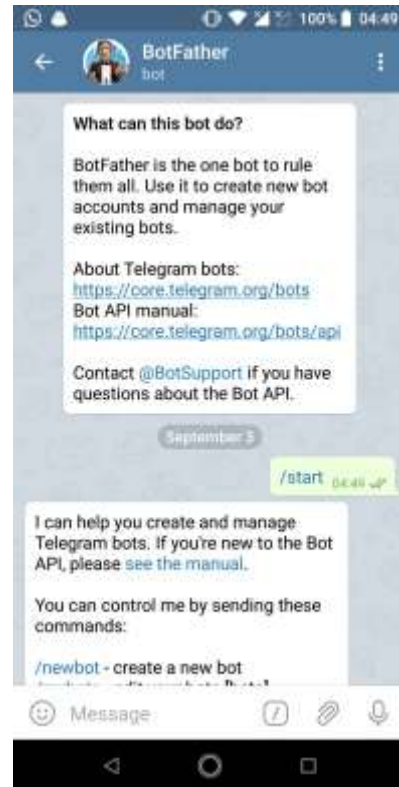 100% 04:49
BotFather
bot
What can this bot do?
BotFather is the one bot to rule
them all. Use it to create new bot
accounts and manage your
existing bots.
About Telegram bots:
https://core.telegram.org/bots
Bot API manual:
https://core.telegram.org/bots/api
Contact @BotSupport if you have
questions about the Bot API.
/start 04:49
I can help you create and manage
Telegram bots. If you're new to the Bot
API, please see the manual.
You can control me by sending these
commands:
/newbot - create a new bot
Message